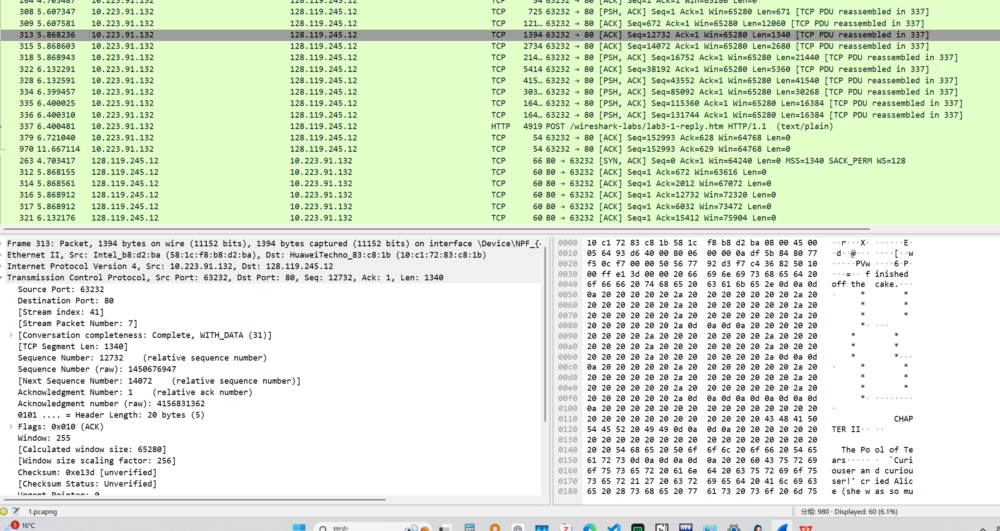 264 4.703487 10.223.91.132 128.119.245.12 TCP 54 63232 → 80 [ACK] Seq=1 Ack=1 Win=65280 Len=0
308 5.607347 10.223.91.132 128.119.245.12 TCP 725 63232 → 80 [PSH, ACK] Seq=1 Ack=1 Win=65280 Len=671 [TCP PDU reassembled in 337]
309 5.607581 10.223.91.132 128.119.245.12 TCP 121… 63232 → 80 [ACK] Seq=672 Ack=1 Win=65280 Len=12060 [TCP PDU reassembled in 337]
313 5.868236 10.223.91.132 128.119.245.12 TCP 1394 63232 → 80 [ACK] Seq=12732 Ack=1 Win=65280 Len=1340 [TCP PDU reassembled in 337]
315 5.868603 10.223.91.132 128.119.245.12 TCP 2734 63232 → 80 [ACK] Seq=14072 Ack=1 Win=65280 Len=2680 [TCP PDU reassembled in 337]
318 5.868943 10.223.91.132 128.119.245.12 TCP 214… 63232 → 80 [PSH, ACK] Seq=16752 Ack=1 Win=65280 Len=21440 [TCP PDU reassembled in 337]
322 6.132291 10.223.91.132 128.119.245.12 TCP 5414 63232 → 80 [ACK] Seq=38192 Ack=1 Win=65280 Len=5360 [TCP PDU reassembled in 337]
328 6.132591 10.223.91.132 128.119.245.12 TCP 415… 63232 → 80 [PSH, ACK] Seq=43552 Ack=1 Win=65280 Len=41540 [TCP PDU reassembled in 337]
334 6.399457 10.223.91.132 128.119.245.12 TCP 303… 63232 → 80 [PSH, ACK] Seq=85092 Ack=1 Win=65280 Len=30268 [TCP PDU reassembled in 337]
335 6.400025 10.223.91.132 128.119.245.12 TCP 164… 63232 → 80 [PSH, ACK] Seq=115360 Ack=1 Win=65280 Len=16384 [TCP PDU reassembled in 337]
336 6.400310 10.223.91.132 128.119.245.12 TCP 164… 63232 → 80 [PSH, ACK] Seq=131744 Ack=1 Win=65280 Len=16384 [TCP PDU reassembled in 337]
337 6.400481 10.223.91.132 128.119.245.12 HTTP 4919 POST /wireshark-labs/lab3-1-reply.htm HTTP/1.1 (text/plain)
379 6.721040 10.223.91.132 128.119.245.12 TCP 54 63232 → 80 [ACK] Seq=152993 Ack=628 Win=64768 Len=0
970 11.667114 10.223.91.132 128.119.245.12 TCP 54 63232 → 80 [ACK] Seq=152993 Ack=629 Win=64768 Len=0
263 4.703417 128.119.245.12 10.223.91.132 TCP 66 80 → 63232 [SYN, ACK] Seq=0 Ack=1 Win=64240 Len=0 MSS=1340 SACK_PERM WS=128
312 5.868155 128.119.245.12 10.223.91.132 TCP 60 80 → 63232 [ACK] Seq=1 Ack=672 Win=63616 Len=0
314 5.868561 128.119.245.12 10.223.91.132 TCP 60 80 → 63232 [ACK] Seq=1 Ack=2012 Win=67072 Len=0
316 5.868912 128.119.245.12 10.223.91.132 TCP 60 80 → 63232 [ACK] Seq=1 Ack=12732 Win=72320 Len=0
317 5.868912 128.119.245.12 10.223.91.132 TCP 60 80 → 63232 [ACK] Seq=1 Ack=6032 Win=73472 Len=0
321 6.132176 128.119.245.12 10.223.91.132 TCP 60 80 → 63232 [ACK] Seq=1 Ack=15412 Win=75904 Len=0
Frame 313: Packet, 1394 bytes on wire (11152 bits), 1394 bytes captured (11152 bits) on interface \Device\NPF_{4
Ethernet II, Src: Intel_b8:d2:ba (58:1c:f8:b8:d2:ba), Dst: HuaweiTechno_83:c8:1b (10:c1:72:83:c8:1b)
Internet Protocol Version 4, Src: 10.223.91.132, Dst: 128.119.245.12
Transmission Control Protocol, Src Port: 63232, Dst Port: 80, Seq: 12732, Ack: 1, Len: 1340
Source Port: 63232
Destination Port: 80
[Stream index: 41]
[Stream Packet Number: 7]
[Conversation completeness: Complete, WITH_DATA (31)]
[TCP Segment Len: 1340]
Sequence Number: 12732 (relative sequence number)
Sequence Number (raw): 1450676947
[Next Sequence Number: 14072 (relative sequence number)]
Acknowledgment Number: 1 (relative ack number)
Acknowledgment number (raw): 4156831362
0101 .... = Header Length: 20 bytes (5)
Flags: 0x010 (ACK)
Window: 255
[Calculated window size: 65280]
[Window size scaling factor: 256]
Checksum: 0xe13d [unverified]
[Checksum Status: Unverified]
Urgent Pointer: 0
0000 10 c1 72 83 c8 1b 58 1c f8 b8 d2 ba 08 00 45 00 ··r···X· ······E·
0010 05 64 93 d6 40 00 80 06 00 00 0a df 5b 84 80 77 ·d··@··· ····[··w
0020 f5 0c f7 00 00 50 56 77 92 d3 f7 c4 36 82 50 10 ·····PVw ····6·P·
0030 00 ff e1 3d 00 00 20 66 69 6e 69 73 68 65 64 20 ···=·· f inished
0040 6f 66 66 20 74 68 65 20 63 61 6b 65 2e 0d 0a 0d off the cake.···
0050 0a 20 20 20 20 20 2a 20 20 20 20 20 20 20 2a 20 · * *
0060 20 20 20 20 20 20 2a 20 20 20 20 20 20 20 2a 20 * *
0070 20 20 20 20 20 20 2a 20 20 20 20 20 20 20 2a 20 * *
0080 20 20 20 20 20 20 2a 0d 0a 0d 0a 20 20 20 20 20 *· ···
0090 20 20 20 20 2a 20 20 20 20 20 20 20 2a 20 20 20 * *
00a0 20 20 20 20 2a 20 20 20 20 20 20 20 2a 20 20 20 * *
00b0 20 20 20 20 2a 20 20 20 20 20 20 20 2a 0d 0a 0d * *···
00c0 0a 20 20 20 20 20 2a 20 20 20 20 20 20 20 2a 20 · * *
00d0 20 20 20 20 20 20 2a 20 20 20 20 20 20 20 2a 20 * *
00e0 20 20 20 20 20 20 2a 20 20 20 20 20 20 20 2a 20 * *
00f0 20 20 20 20 20 20 2a 0d 0a 0d 0a 0d 0a 0d 0a 0d *· ········
0100 0a 20 20 20 20 20 20 20 20 20 20 20 20 20 20 20 ·
0110 20 20 20 20 20 20 20 20 20 20 20 20 43 48 41 50 CHAP
0120 54 45 52 20 49 49 0d 0a 0d 0a 20 20 20 20 20 20 TER II·· ··
0130 20 20 20 20 20 20 20 20 20 20 20 20 20 20 20 20
0140 20 20 54 68 65 20 50 6f 6f 6c 20 6f 66 20 54 65 The Po ol of Te
0150 61 72 73 0d 0a 0d 0a 0d 0a 20 20 60 43 75 72 69 ars····· · `Curi
0160 6f 75 73 65 72 20 61 6e 64 20 63 75 72 69 6f 75 ouser an d curiou
0170 73 65 72 21 27 20 63 72 69 65 64 20 41 6c 69 63 ser!' cr ied Alic
0180 65 20 28 73 68 65 20 77 61 73 20 73 6f 20 6d 75 e (she w as so mu
1.pcapng
分组: 980 · Displayed: 60 (6.1%)
5 16°C
搜索
DEV